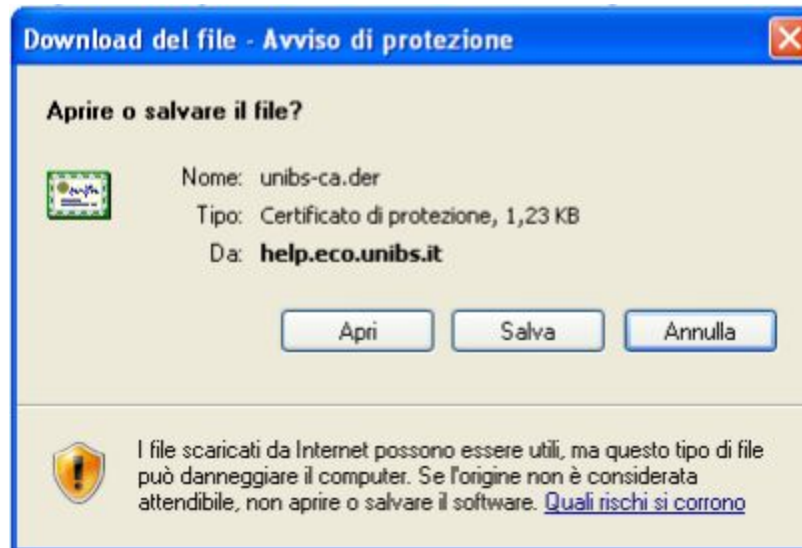 Download del file - Avviso di protezione
Aprire o salvare il file?
Nome: unibs-ca.der
Tipo: Certificato di protezione, 1,23 KB
Da: help.eco.unibs.it
Apri Salva Annulla
I file scaricati da Internet possono essere utili, ma questo tipo di file
può danneggiare il computer. Se l'origine non è considerata
attendibile, non aprire o salvare il software. Quali rischi si corrono